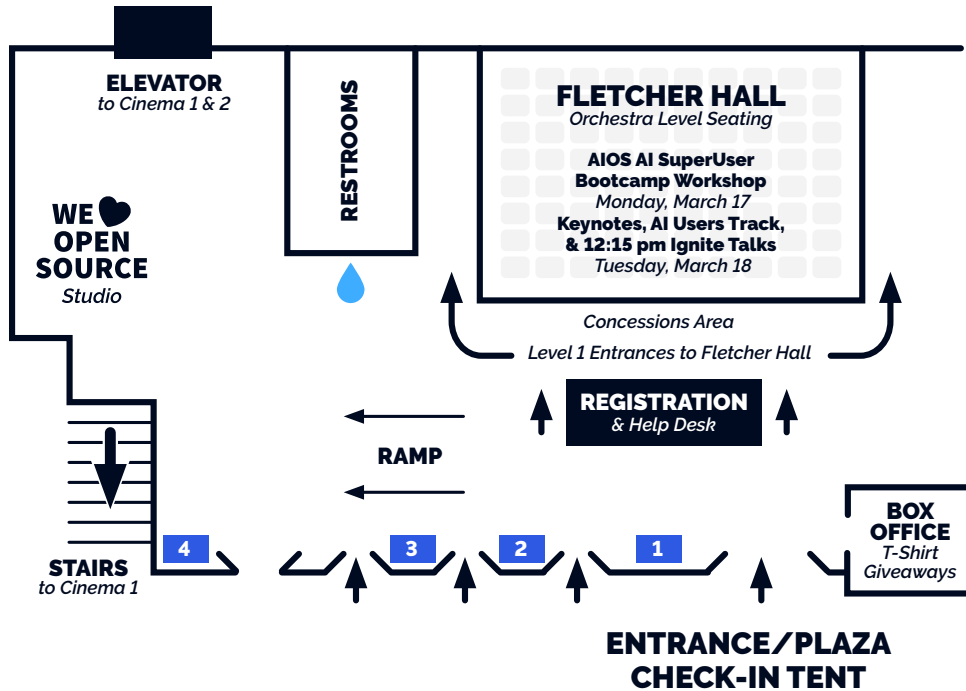 ELEVATOR
to Cinema 1 & 2
RESTROOMS
FLETCHER HALL
Orchestra Level Seating
AIOS AI SuperUser
Bootcamp Workshop
Monday, March 17
Keynotes, AI Users Track,
& 12:15 pm Ignite Talks
Tuesday, March 18
WE
OPEN
SOURCE
Studio
Concessions Area
Level 1 Entrances to Fletcher Hall
REGISTRATION
& Help Desk
RAMP
BOX
OFFICE
T-Shirt
Giveaways
4
3
2
1
STAIRS
to Cinema 1
ENTRANCE/PLAZA
CHECK-IN TENT